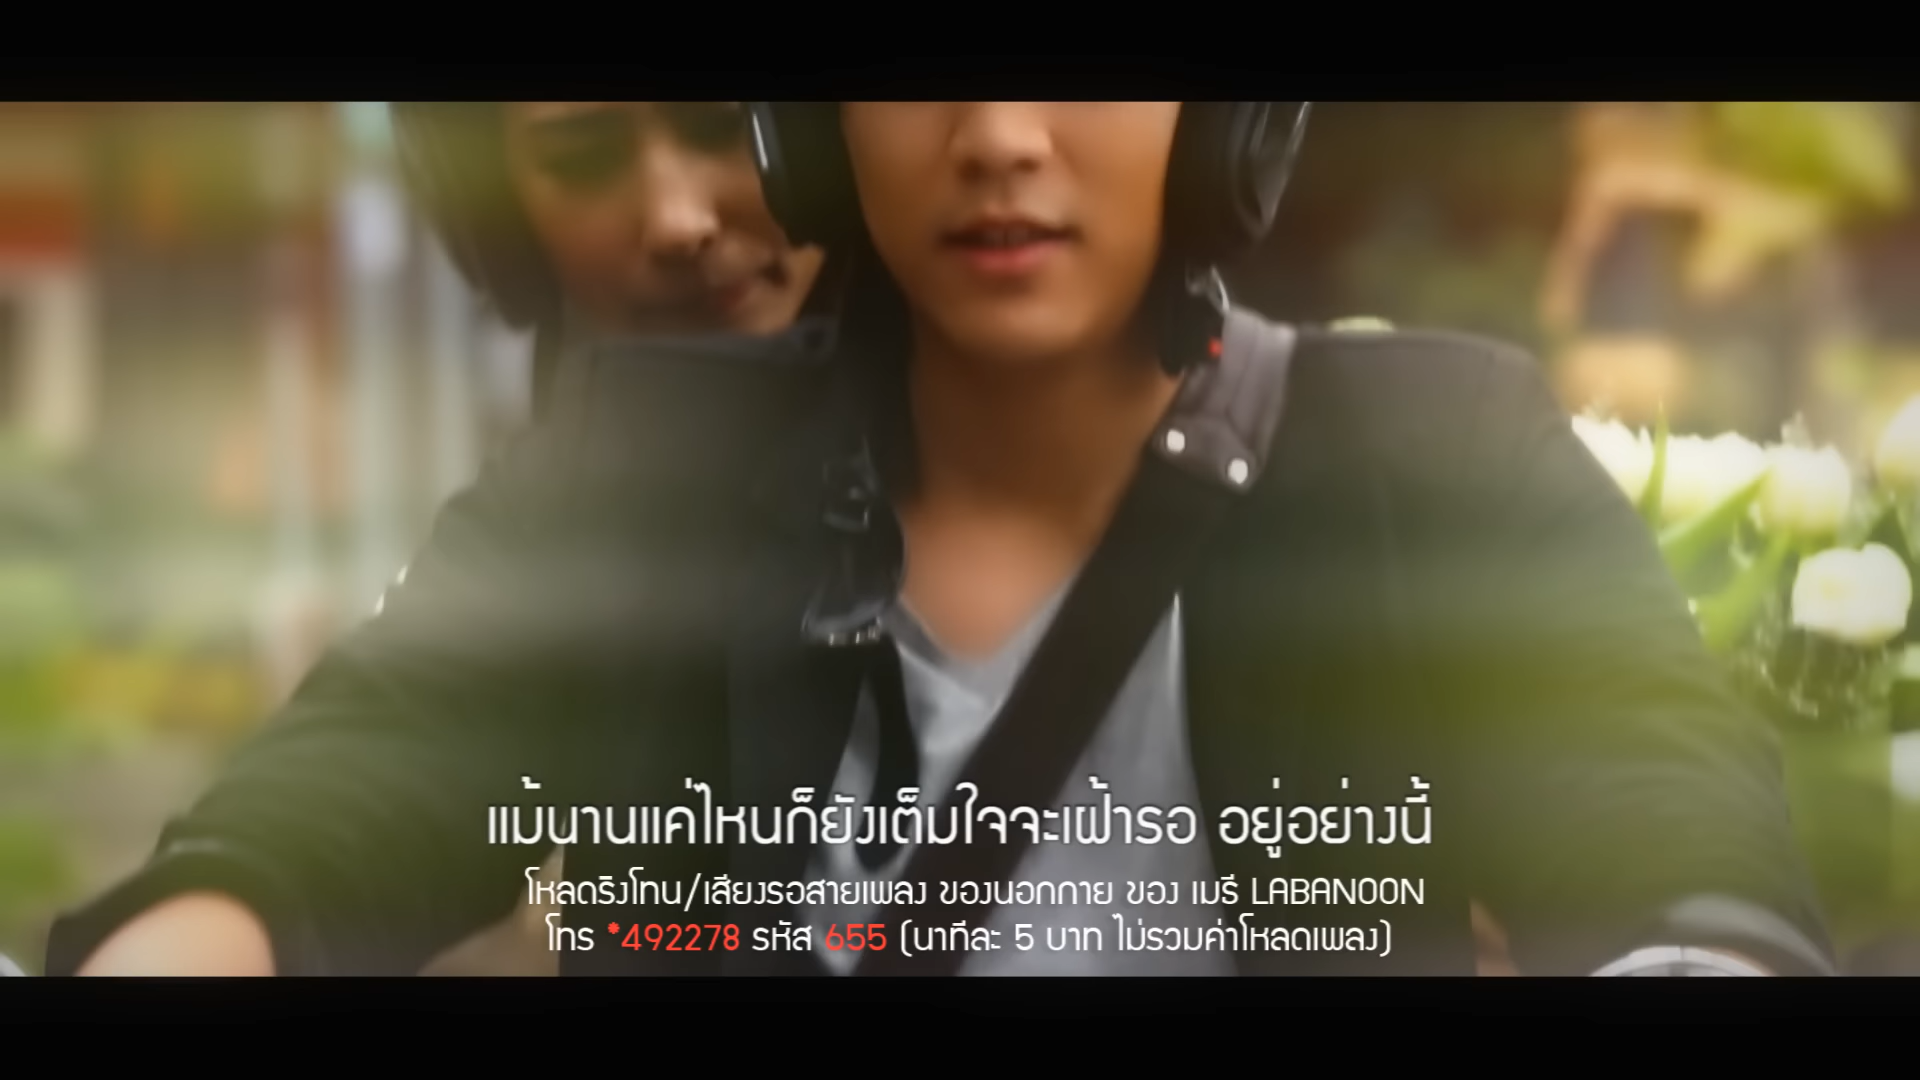 แม้นานแค่ไหนก็ยังเต็มใจจะเฝ้ารอ อยู่อย่างนี้
โหลดริงโทน/เสียงรอสายเพลง ของนอกกาย ของ เมธี LABANOON
โทร *492278 รหัส 655 (นาทีละ 5 บาท ไม่รวมค่าโหลดเพลง)